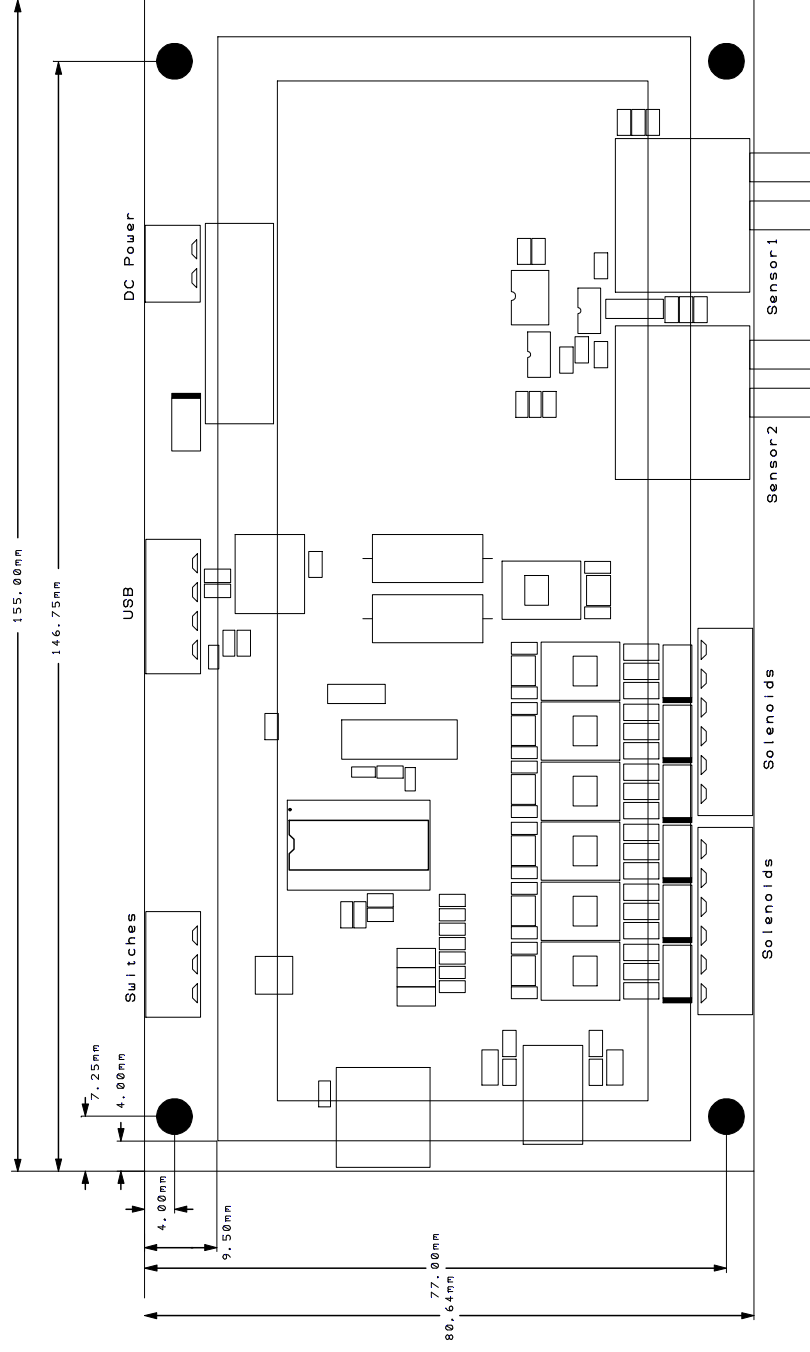 DC Power
Sensor1
Sensor2
155,00mm
146.75mm
USB
Solenoids
Solenoids
Switches
7.25mm
4.00mm
4.00mm
9.50mm
77.00mm
80,64mm